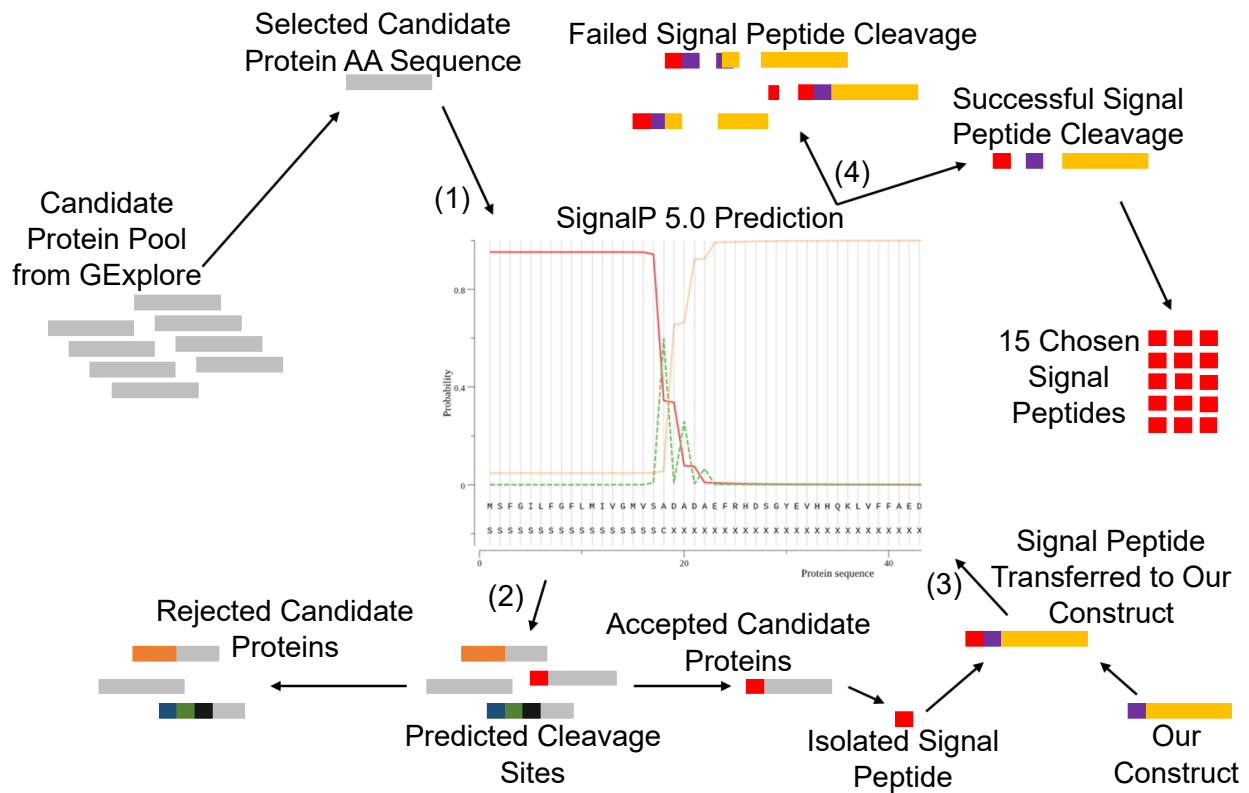 Selected Candidate
Protein AA Sequence
Failed Signal Peptide Cleavage
Successful Signal
Peptide Cleavage
(4)
(1)
Candidate
Protein Pool
from GExplore
SignalP 5.0 Prediction
0.8
0.4
0
Probability
M S F G I L F G F L M I V G M V S A D A D A E F R H D S G Y E V H H Q K L V F F A E D
S S S S S S S S S S S S S S S S S C X X X X X X X X X X X X X X X X X X X X X X X X X
0
20
40
Protein sequence
15 Chosen
Signal
Peptides
(2)
(3)
Signal Peptide
Transferred to Our
Construct
Rejected Candidate
Proteins
Accepted Candidate
Proteins
Predicted Cleavage
Sites
Isolated Signal
Peptide
Our
Construct